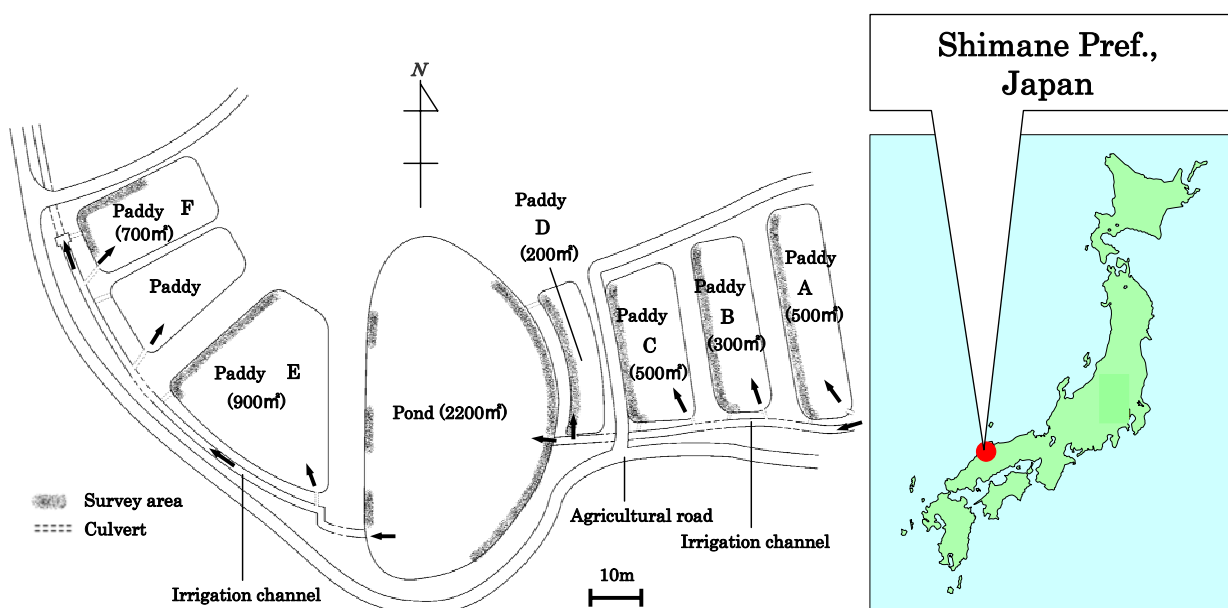 Shimane Pref.,
Japan
N
Paddy F
(700㎡)
Paddy
Paddy E
(900㎡)
Pond (2200㎡)
Paddy
D
(200㎡)
Paddy
C
(500㎡)
Paddy
B
(300㎡)
Paddy
A
(500㎡)
Survey area
Culvert
Irrigation channel
Agricultural road
Irrigation channel
10m